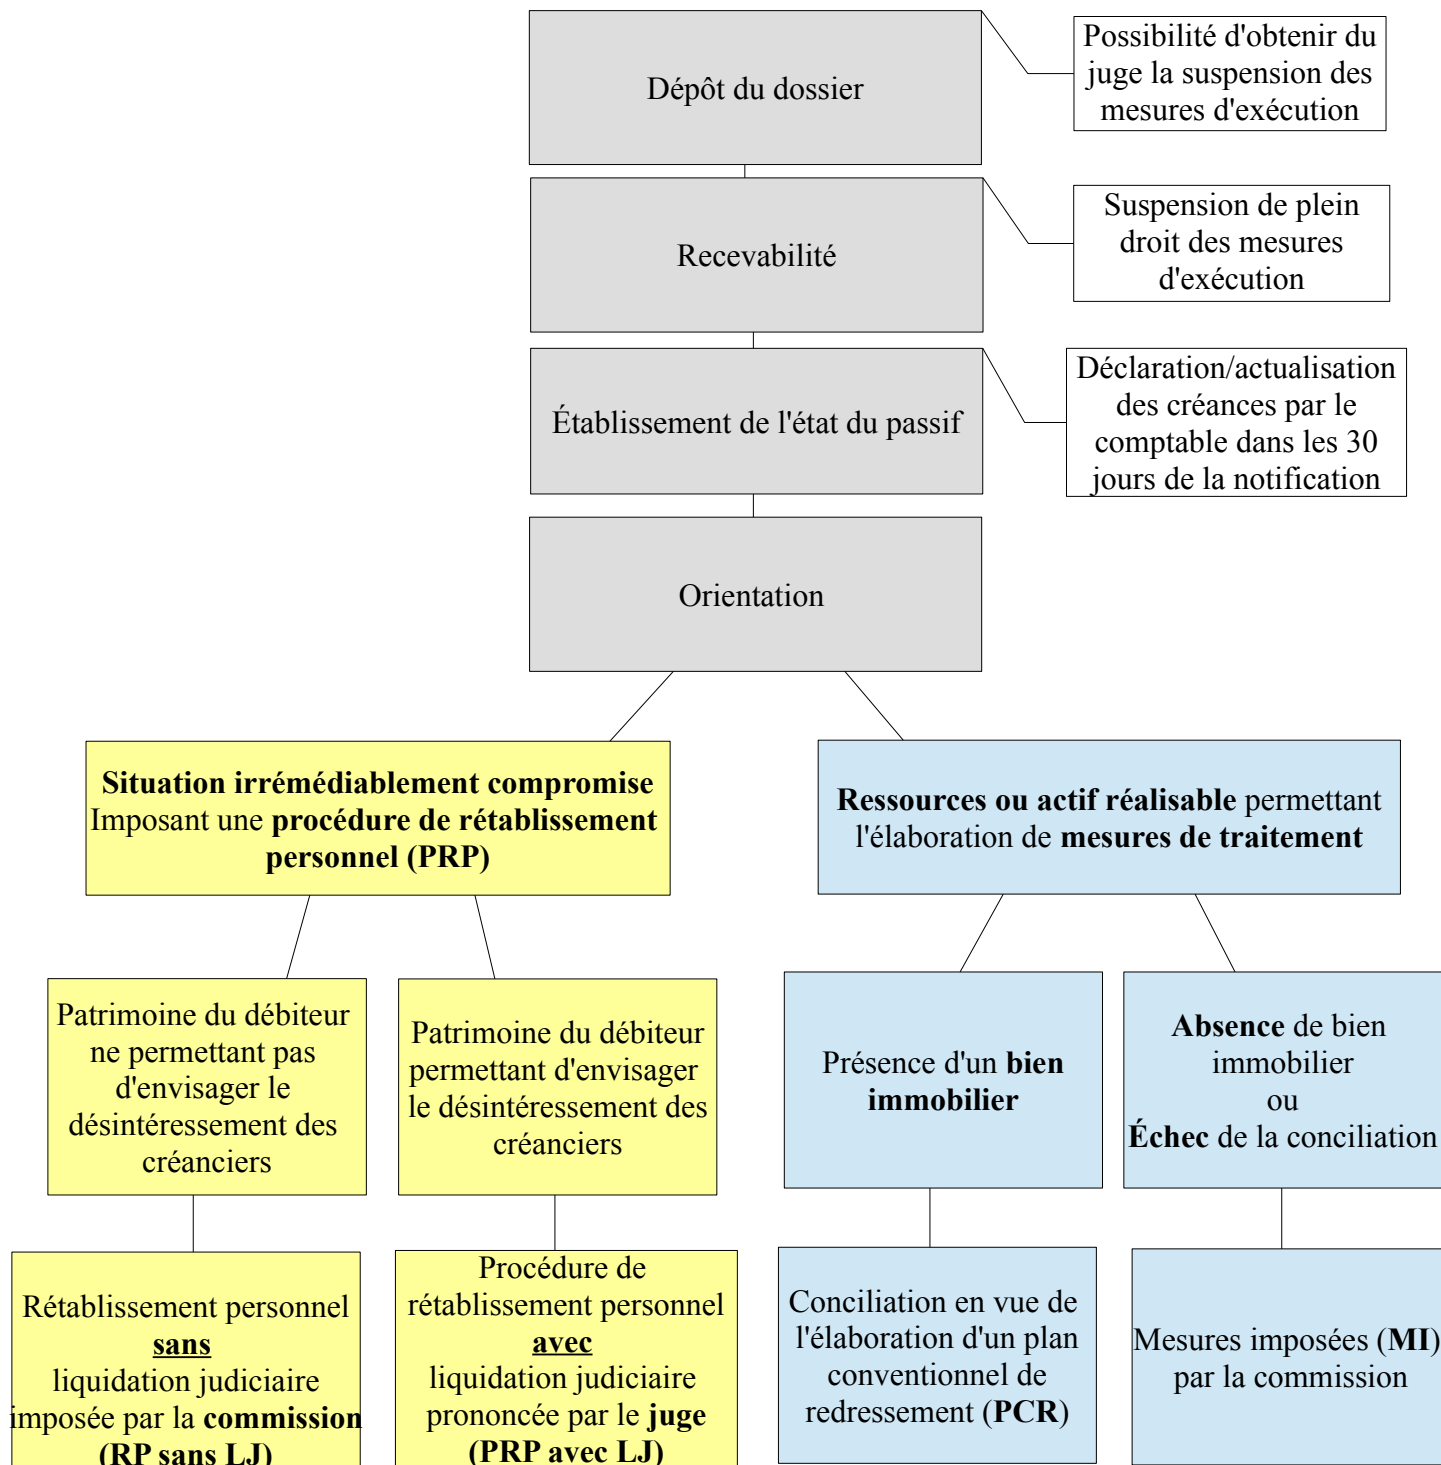 Dépôt du dossier
Possibilité d'obtenir du
juge la suspension des
mesures d'exécution
Recevabilité
Suspension de plein
droit des mesures
d'exécution
Établissement de l'état du passif
Déclaration/actualisation
des créances par le
comptable dans les 30
jours de la notification
Orientation
Situation irrémédiablement compromise
Imposant une procédure de rétablissement
personnel (PRP)
Ressources ou actif réalisable permettant
l'élaboration de mesures de traitement
Patrimoine du débiteur
ne permettant pas
d'envisager le
désintéressement des
créanciers
Patrimoine du débiteur
permettant d'envisager
le désintéressement des
créanciers
Présence d'un bien
immobilier
Absence de bien
immobilier
ou
Échec de la conciliation
Rétablissement personnel
sans
liquidation judiciaire
imposée par la commission
(RP sans LJ)
Procédure de
rétablissement personnel
avec
liquidation judiciaire
prononcée par le juge
(PRP avec LJ)
Conciliation en vue de
l'élaboration d'un plan
conventionnel de
redressement (PCR)
Mesures imposées (MI)
par la commission